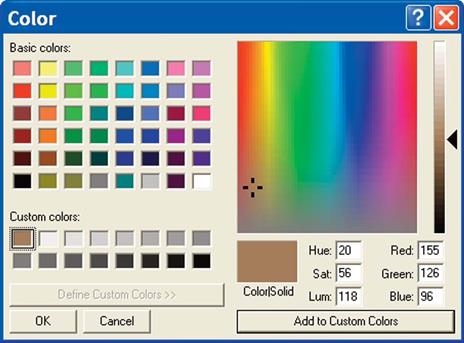 Color
Basic colors:
Custom colors:
Define Custom Colors >>
OK Cancel
Color|Solid
Hue: 20 Red: 155
Sat: 56 Green: 126
Lum: 118 Blue: 96
Add to Custom Colors